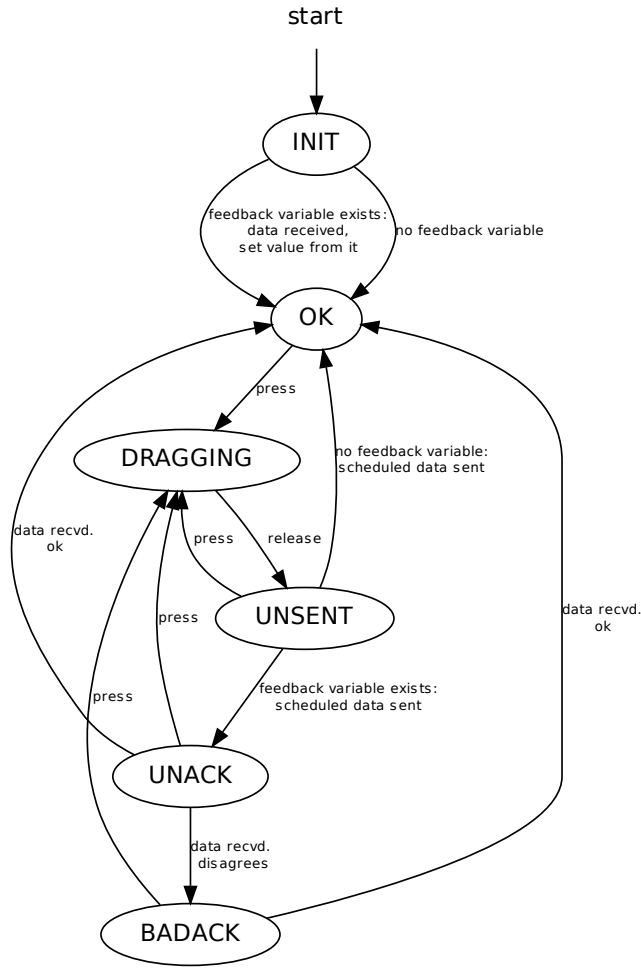 start
INIT
feedback variable exists:
data received,
set value from it
no feedback variable
OK
press
DRAGGING
no feedback variable:
scheduled data sent
data recvd.
ok
press
release
UNSENT
press
data recvd.
ok
press
feedback variable exists:
scheduled data sent
UNACK
data recvd.
disagrees
BADACK